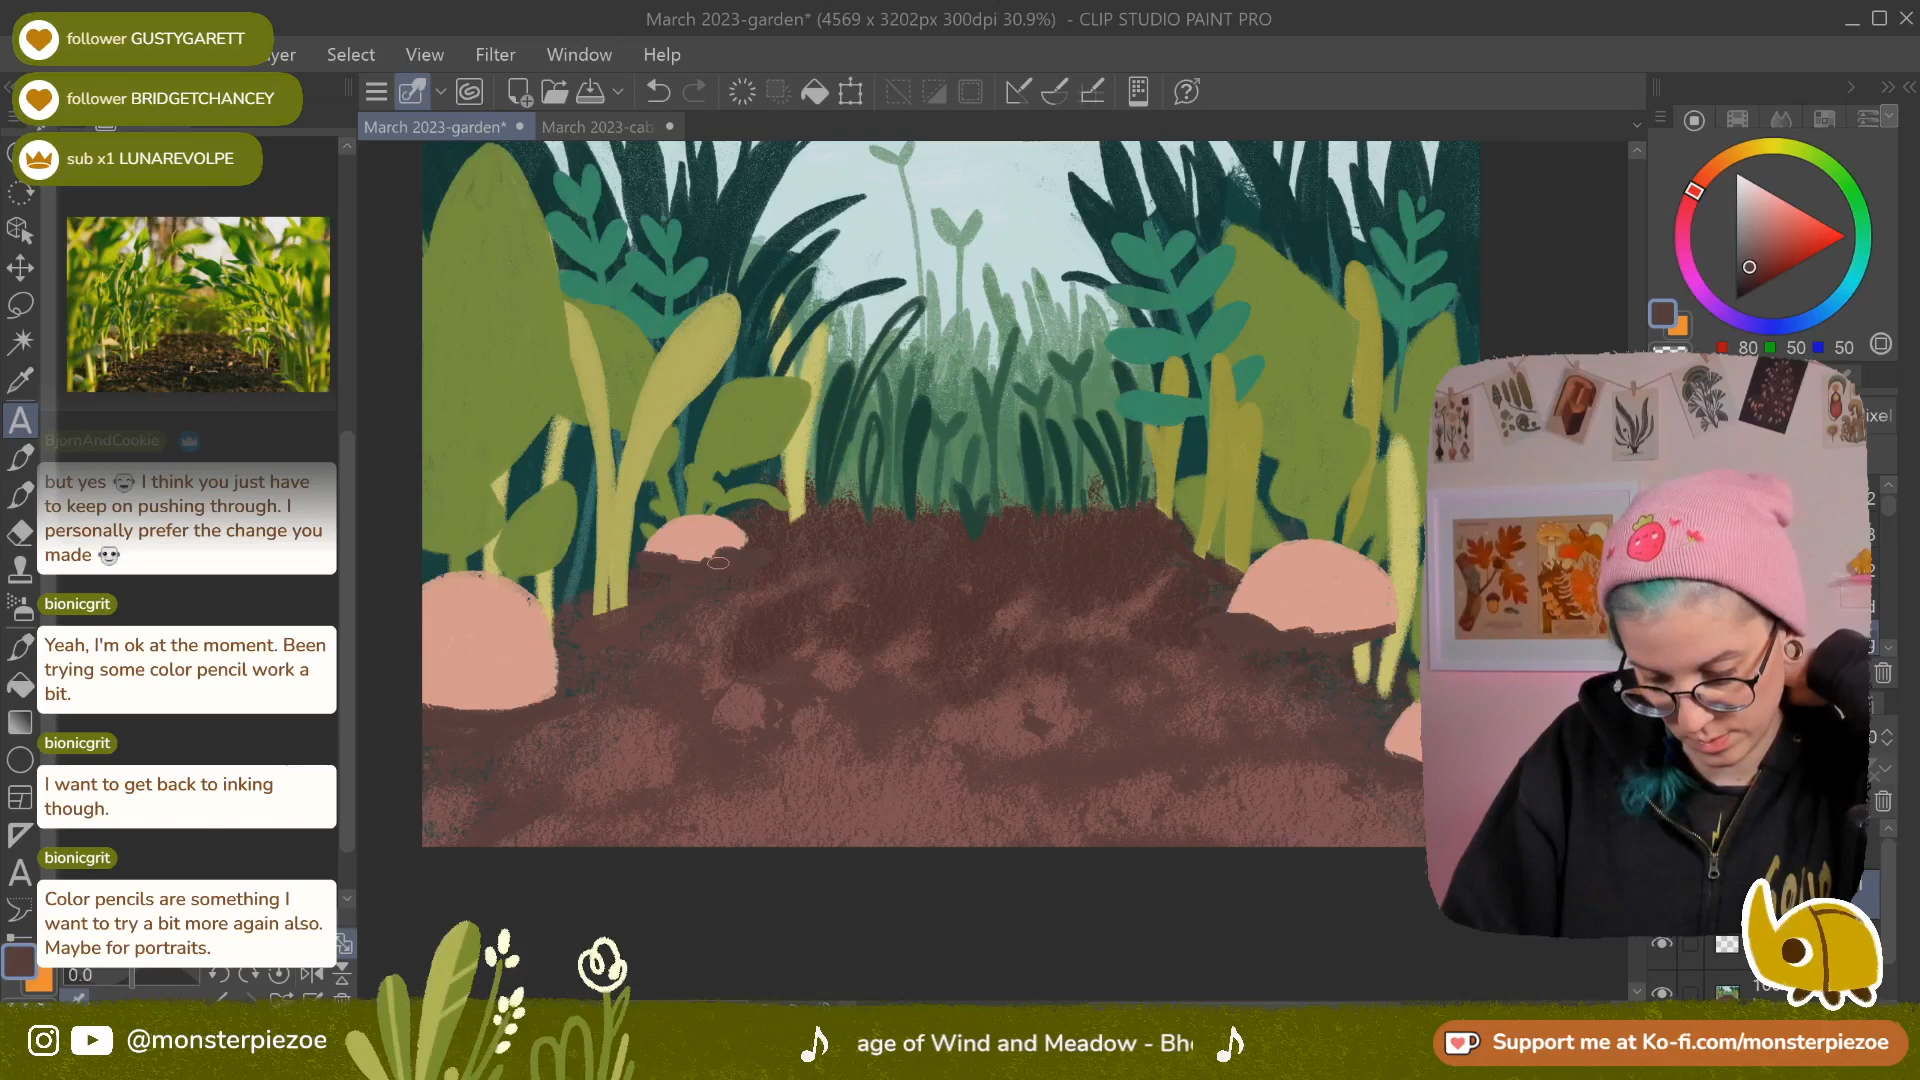 March 2023-garden* (4569 x 3202px 300dpi 30.9%) - CLIP STUDIO PAINT PRO
follower GUSTYGARETT
yer Select View Filter Window Help
follower BRIDGETCHANCEY
March 2023-garden* March 2023-cab
sub x1 LUNAREVOLPE
80 50 50
ixel
BjornAndCookie
but yes I think you just have
to keep on pushing through. I
personally prefer the change you
made
bionicgrit
Yeah, I'm ok at the moment. Been
trying some color pencil work a
bit.
bionicgrit
I want to get back to inking
though.
bionicgrit
Color pencils are something I
want to try a bit more again also.
Maybe for portraits.
0.0
@monsterpiezoe
age of Wind and Meadow - Bh
Support me at Ko-fi.com/monsterpiezoe